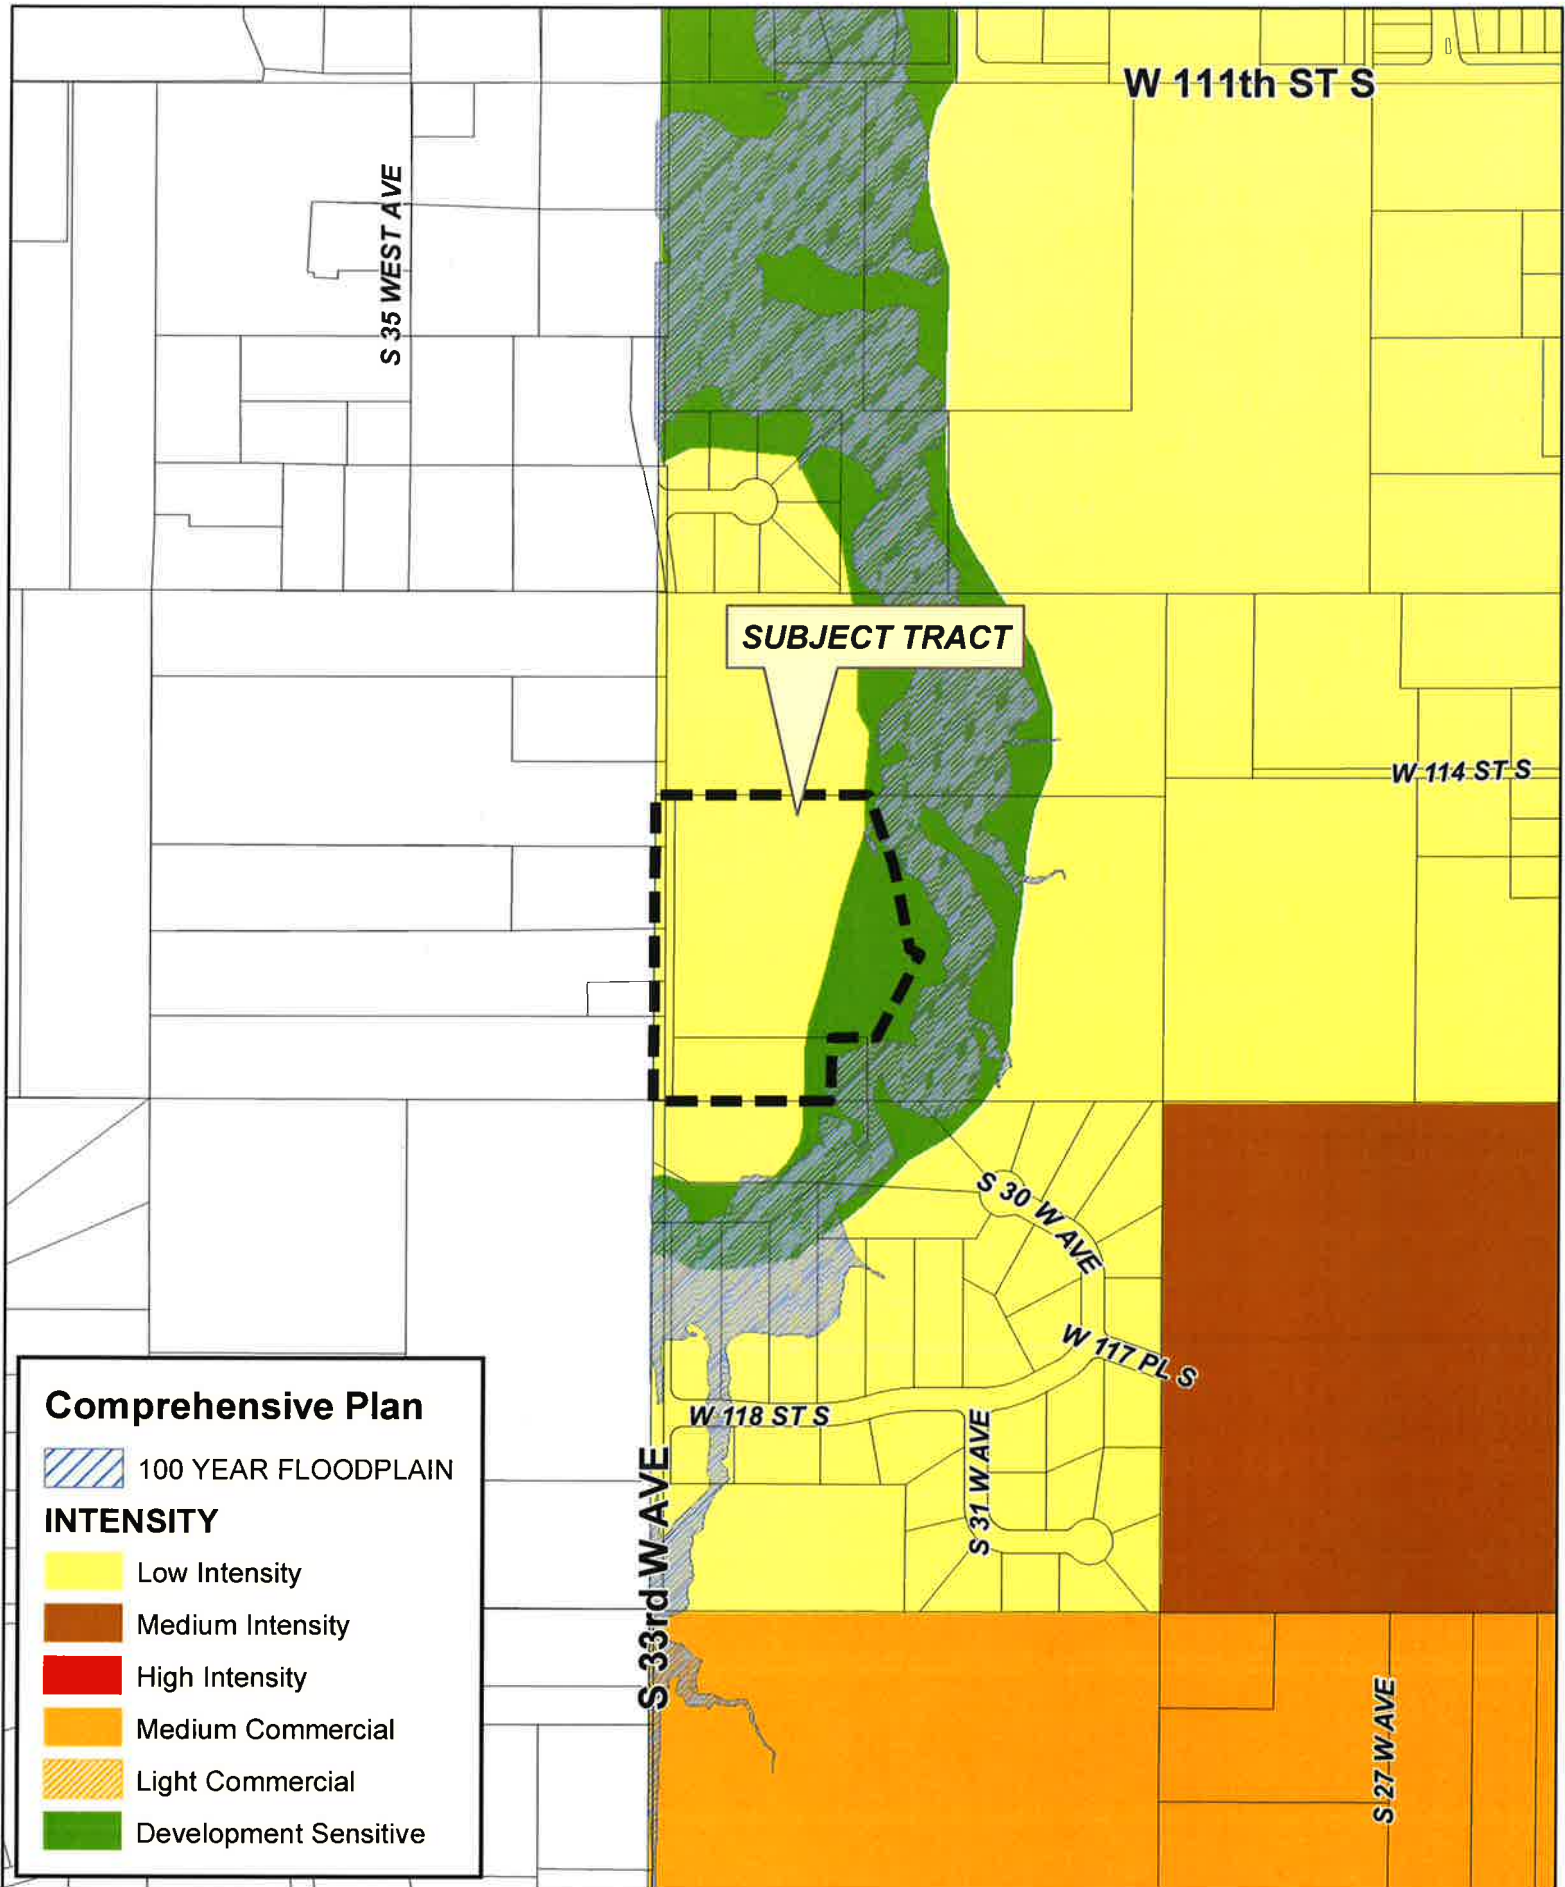 W 111th ST S
S 35 WEST AVE
SUBJECT TRACT
W 114 ST S
S 30 W AVE
W 117 PL S
W 118 ST S
S 31 W AVE
S 33rd W AVE
S 27 W AVE
Comprehensive Plan
100 YEAR FLOODPLAIN
INTENSITY
Low Intensity
Medium Intensity
High Intensity
Medium Commercial
Light Commercial
Development Sensitive